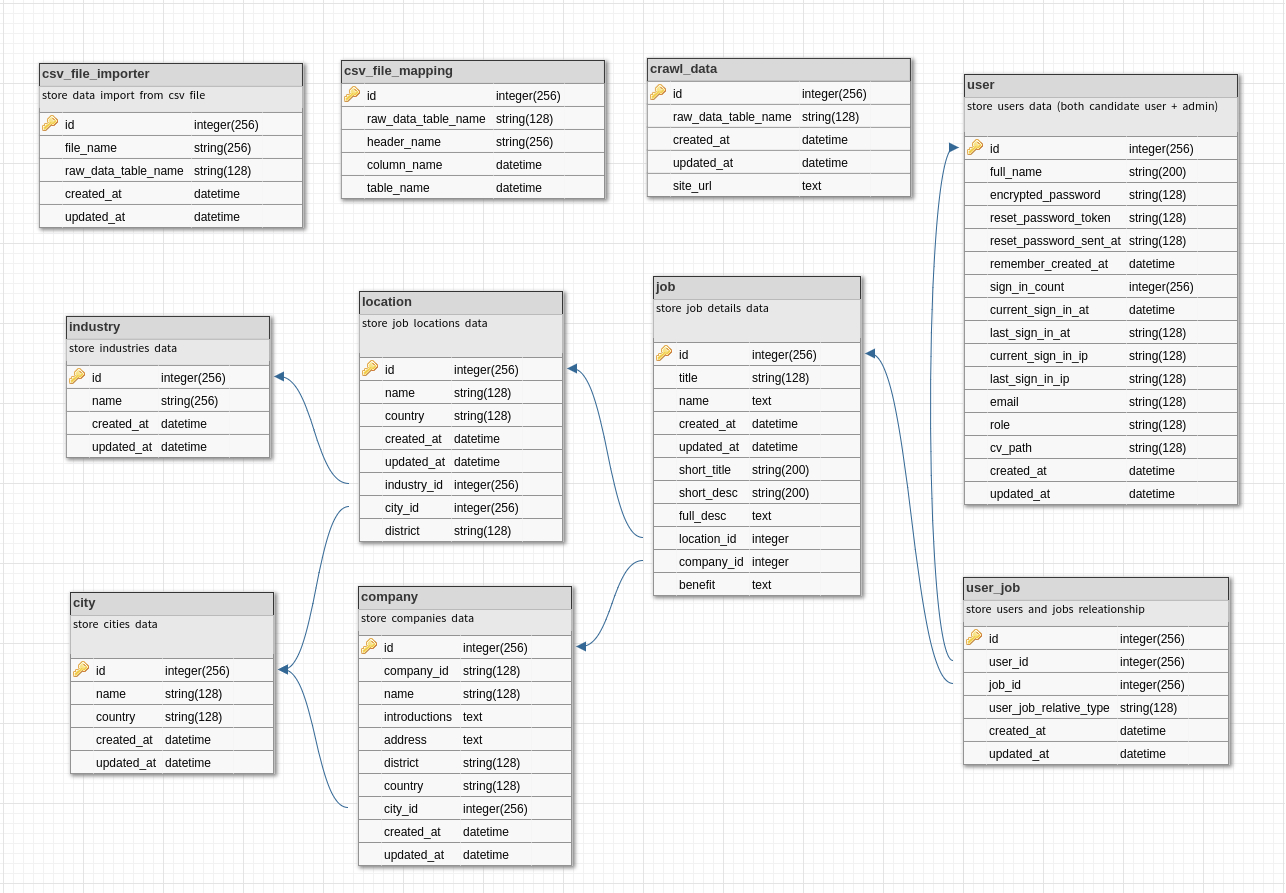 csv_file_importer
store data import from csv file
id integer(256)
file_name string(256)
raw_data_table_name string(128)
created_at datetime
updated_at datetime
csv_file_mapping
id integer(256)
raw_data_table_name string(128)
header_name string(256)
column_name datetime
table_name datetime
crawl_data
id integer(256)
raw_data_table_name string(128)
created_at datetime
updated_at datetime
site_url text
user
store users data (both candidate user + admin)
id integer(256)
full_name string(200)
encrypted_password string(128)
reset_password_token string(128)
reset_password_sent_at string(128)
remember_created_at datetime
sign_in_count integer(256)
current_sign_in_at datetime
last_sign_in_at string(128)
current_sign_in_ip string(128)
last_sign_in_ip string(128)
email string(128)
role string(128)
cv_path string(128)
created_at datetime
updated_at datetime
industry
store industries data
id integer(256)
name string(256)
created_at datetime
updated_at datetime
location
store job locations data
id integer(256)
name string(128)
country string(128)
created_at datetime
updated_at datetime
industry_id integer(256)
city_id integer(256)
district string(128)
job
store job details data
id integer(256)
title string(128)
name text
created_at datetime
updated_at datetime
short_title string(200)
short_desc string(200)
full_desc text
location_id integer
company_id integer
benefit text
city
store cities data
id integer(256)
name string(128)
country string(128)
created_at datetime
updated_at datetime
company
store companies data
id integer(256)
company_id string(128)
name string(128)
introductions text
address text
district string(128)
country string(128)
city_id integer(256)
created_at datetime
updated_at datetime
user_job
store users and jobs releationship
id integer(256)
user_id integer(256)
job_id integer(256)
user_job_relative_type string(128)
created_at datetime
updated_at datetime